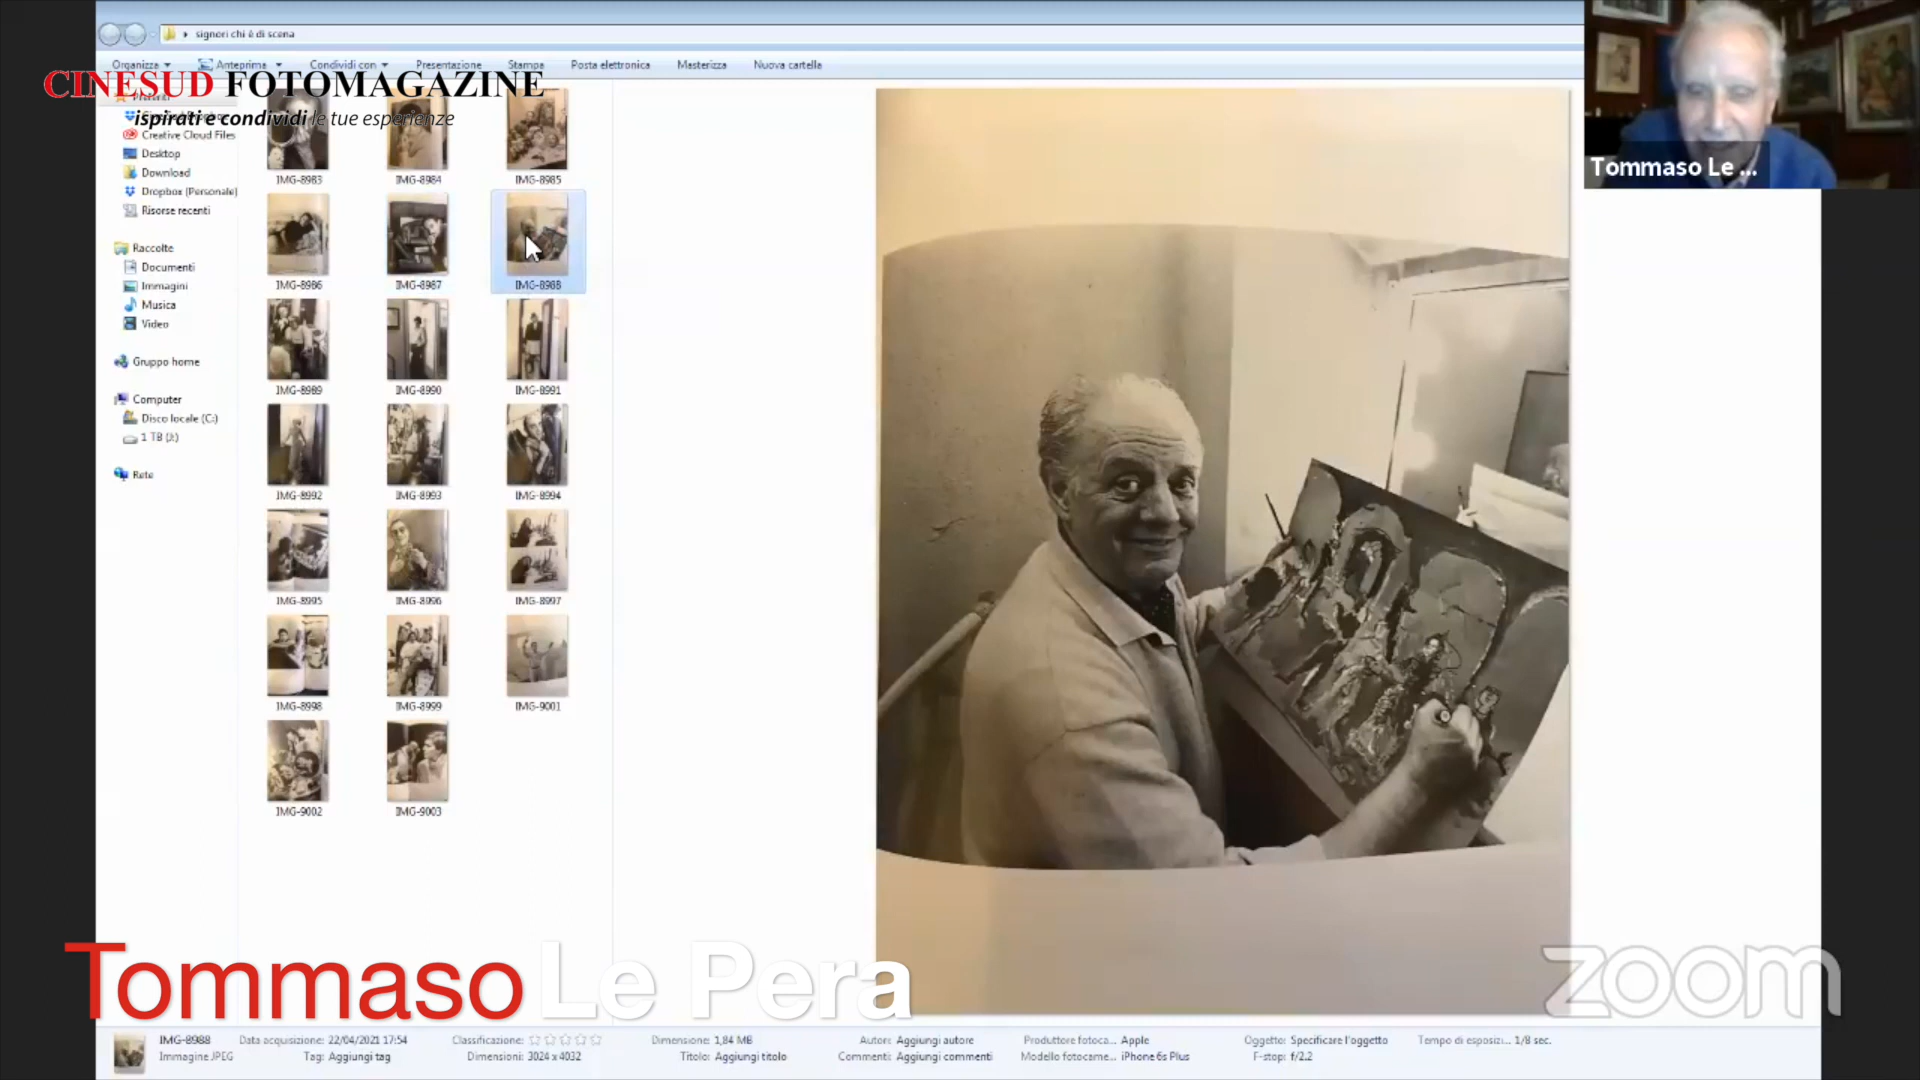 signori chi è di scena
Organizza Anteprima Condividi con Presentazione Stampa Posta elettronica Masterizza Nuova cartella
CINESUD FOTOMAGAZINE
ispirati e condividi le tue esperienze
Tommaso Le ...
Preferiti
Creative Cloud Files
Desktop
Download
Dropbox (Personale)
Risorse recenti
Raccolte
Documenti
Immagini
Musica
Video
Gruppo home
Computer
Disco locale (C:)
1 TB (J:)
Rete
IMG-8983 IMG-8984 IMG-8985
IMG-8986 IMG-8987 IMG-8988
IMG-8989 IMG-8990 IMG-8991
IMG-8992 IMG-8993 IMG-8994
IMG-8995 IMG-8996 IMG-8997
IMG-8998 IMG-8999 IMG-9001
IMG-9002 IMG-9003
Tommaso Le Pera
zoom
IMG-8988 Data acquisizione: 22/04/2021 17:54 Classificazione: Dimensione: 1,84 MB Autori: Aggiungi autore Produttore fotoca... Apple Oggetto: Specificare l'oggetto Tempo di esposizi... 1/8 sec.
Immagine JPEG Tag: Aggiungi tag Dimensioni: 3024 x 4032 Titolo: Aggiungi titolo Commenti: Aggiungi commenti Modello fotocame... iPhone 6s Plus F-stop: f/2.2